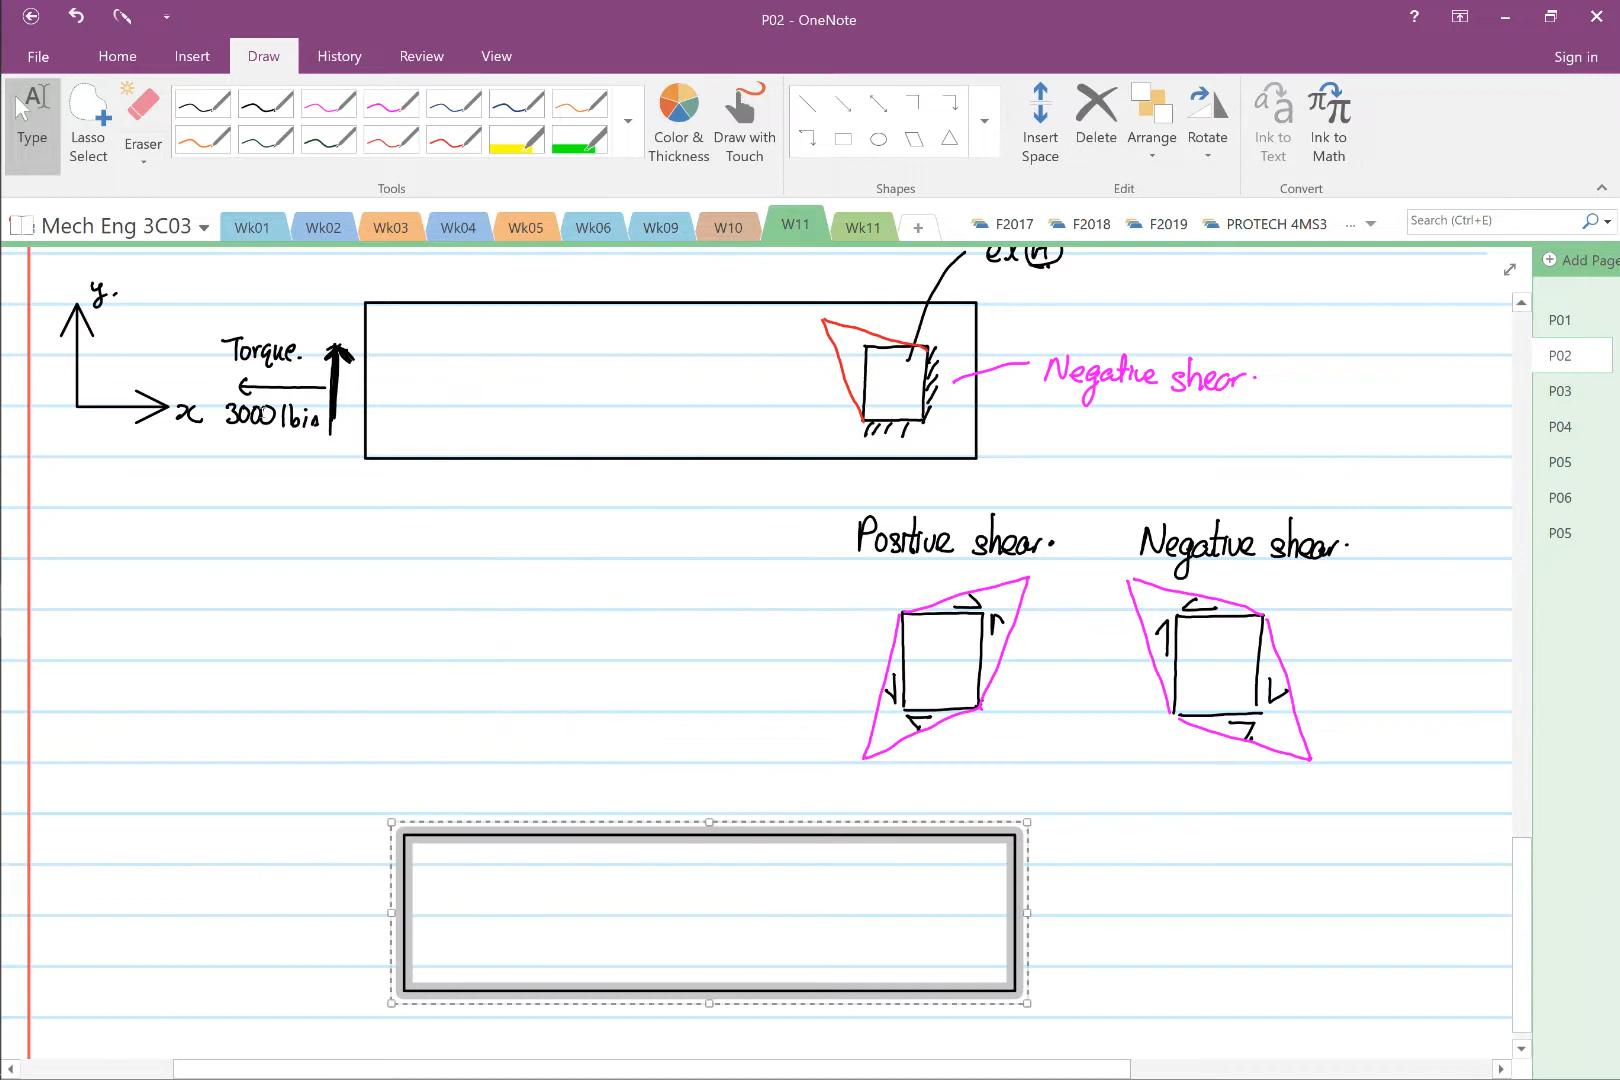 P02 - OneNote
?
File
Home
Insert
Draw
History
Review
View
Sign in
Type
Lasso
Select
Eraser
Color &
Thickness
Draw with
Touch
Insert
Space
Delete
Arrange
Rotate
Ink to
Text
Ink to
Math
Tools
Shapes
Edit
Convert
Mech Eng 3C03
Wk01
Wk02
Wk03
Wk04
Wk05
Wk06
Wk09
W10
W11
Wk11
+
F2017
F2018
F2019
PROTECH 4MS3
...
Search (Ctrl+E)
Add Page
P01
P02
P03
P04
P05
P06
P05
y.
x
Torque.
3000 lbin
Negative shear.
Positive shear.
Negative shear.